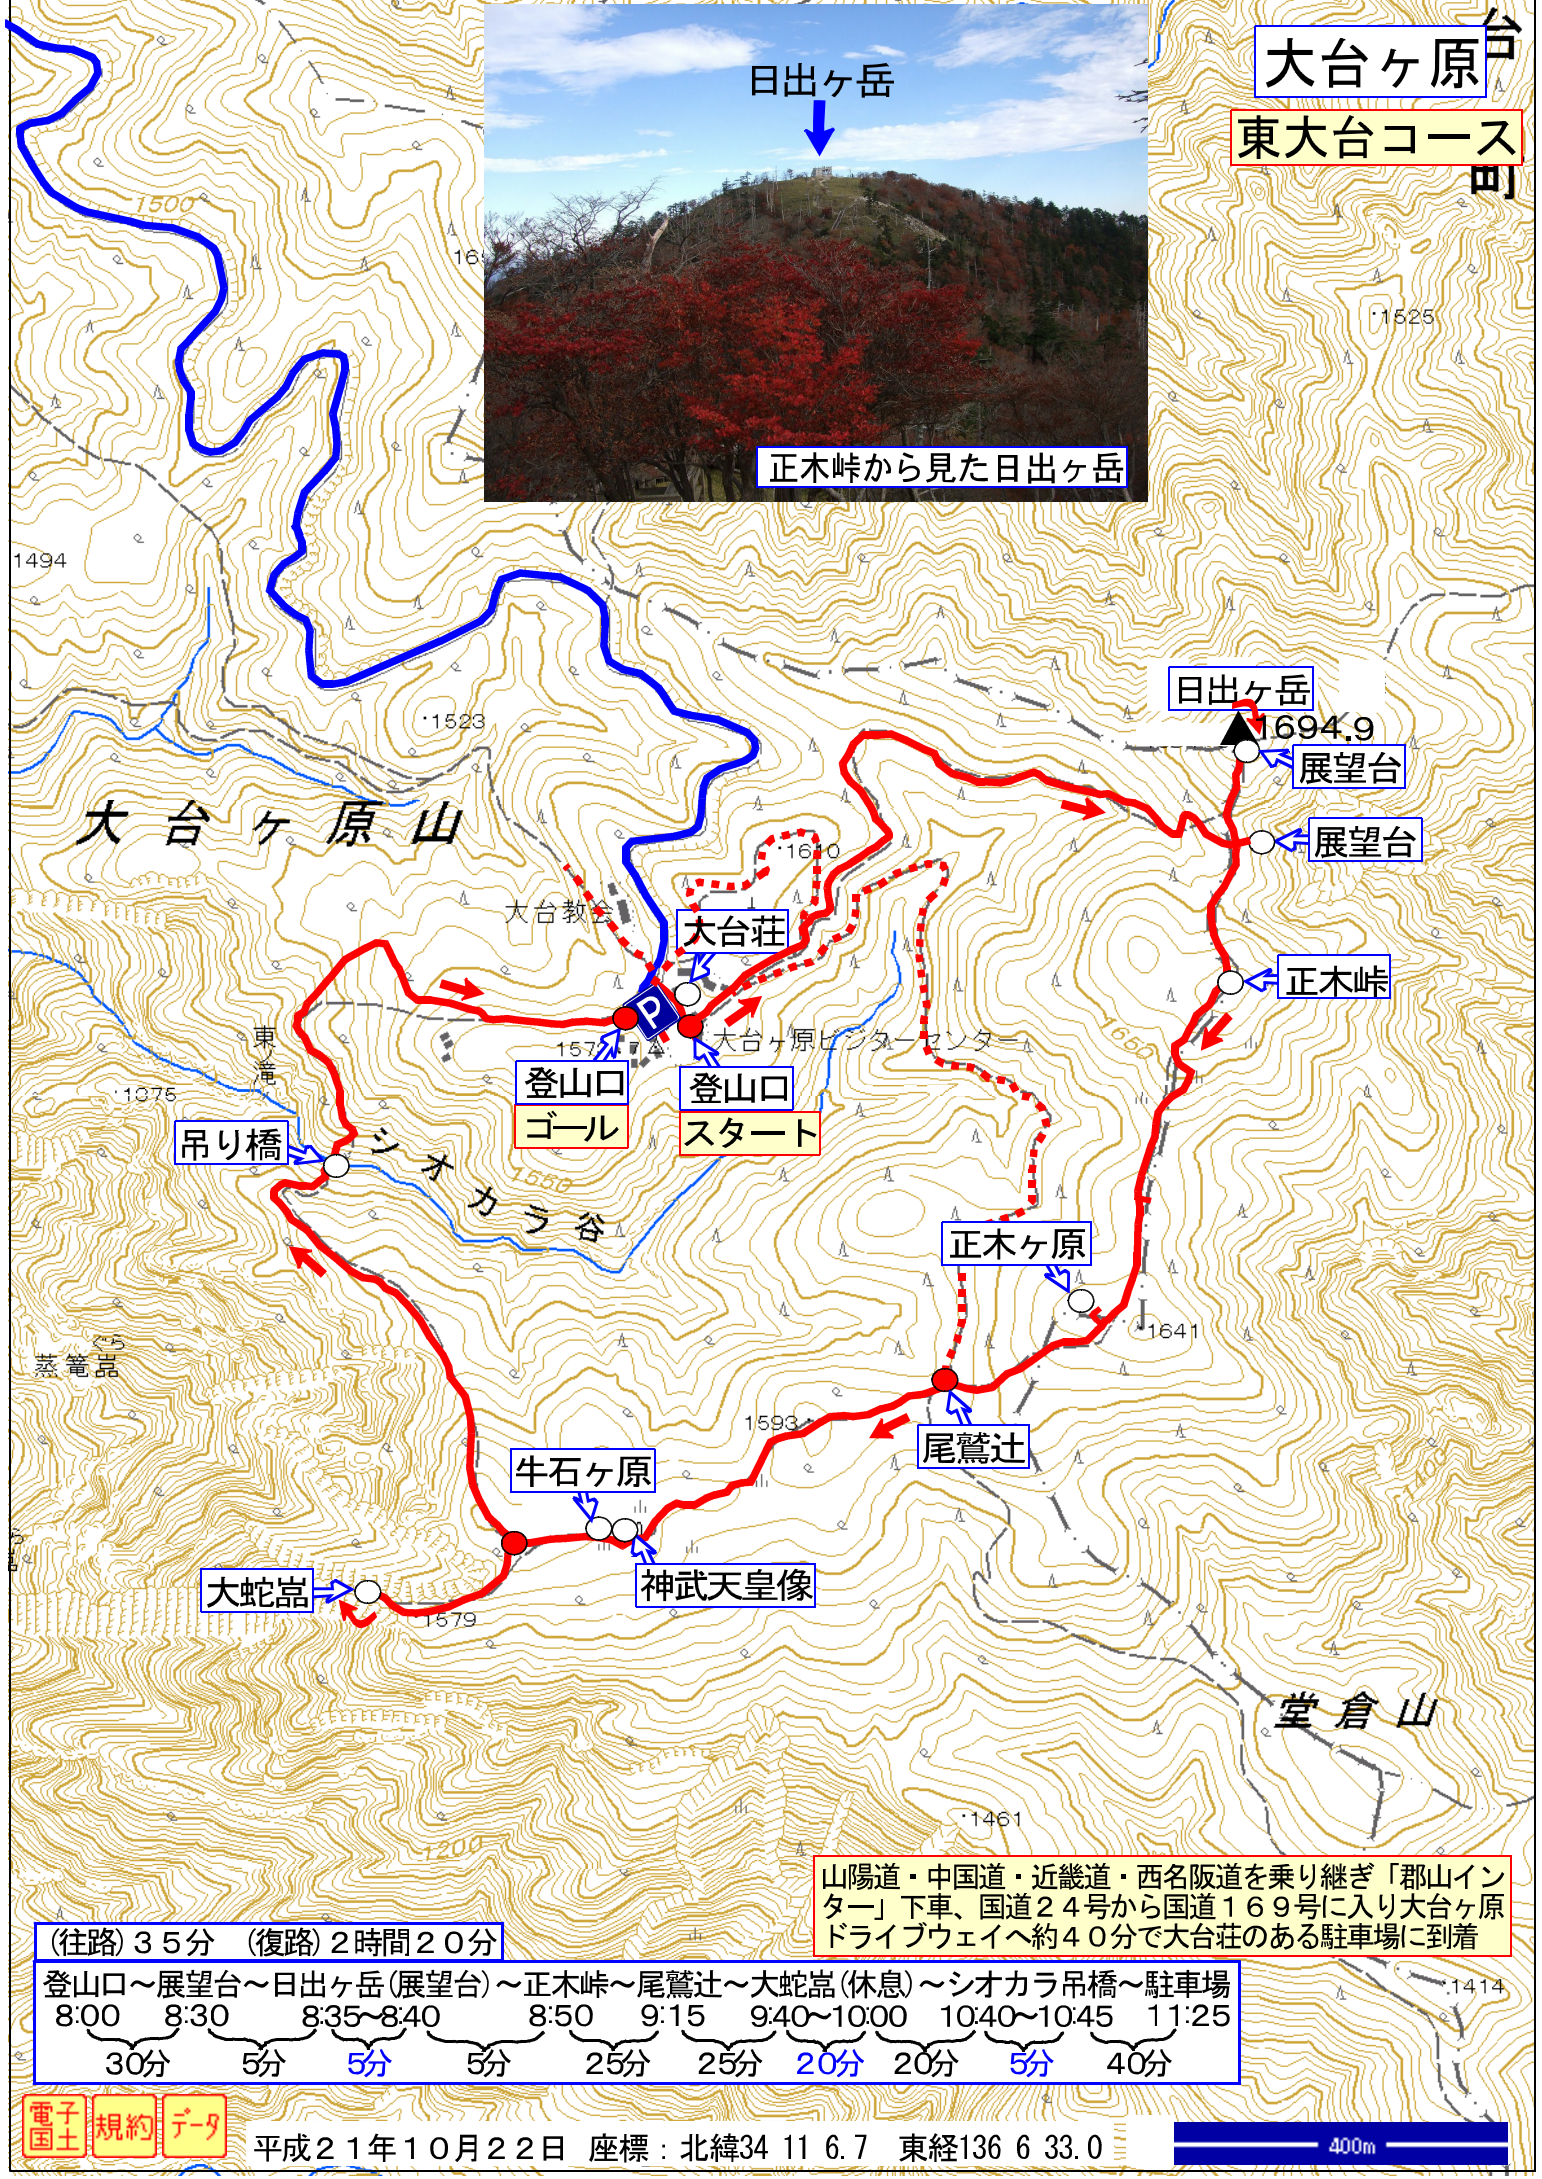 台
大台ヶ原
東大台コース
町
日出ヶ岳
正木峠から見た日出ヶ岳
1500
1525
1494
1523
日出ヶ岳
1694.9
展望台
展望台
大台ヶ原山
1610
大台教会
大台荘
正木峠
P
東ノ滝
大台ヶ原ビジターセンター
1660
登山口
ゴール
登山口
スタート
吊り橋
シオカラ谷
正木ヶ原
1641
ぐら
蒸篭嵓
1593
尾鷲辻
牛石ヶ原
神武天皇像
大蛇嵓
1579
堂倉山
1461
1200
山陽道・中国道・近畿道・西名阪道を乗り継ぎ「郡山イン
ター」下車、国道24号から国道169号に入り大台ヶ原
ドライブウェイへ約40分で大台荘のある駐車場に到着
(往路)35分 (復路)2時間20分
登山口～展望台～日出ヶ岳(展望台)～正木峠～尾鷲辻～大蛇嵓(休息)～シオカラ吊橋～駐車場
8:00 8:30 8:35～8:40 8:50 9:15 9:40～10:00 10:40～10:45 11:25
30分 5分 5分 5分 25分 25分 20分 20分 5分 40分
1414
電子国土 規約 データ
平成21年10月22日 座標：北緯34 11 6.7 東経136 6 33.0
400m